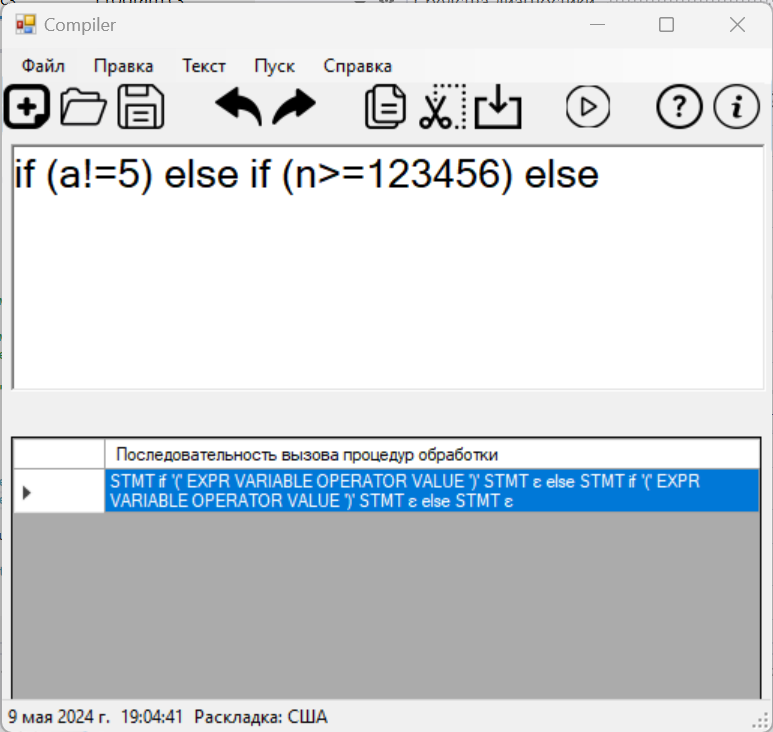 Compiler
Файл Правка Текст Пуск Справка
if (a!=5) else if (n>=123456) else
Последовательность вызова процедур обработки
STMT if '(' EXPR VARIABLE OPERATOR VALUE ')' STMT ε else STMT if '(' EXPR
VARIABLE OPERATOR VALUE ')' STMT ε else STMT ε
9 мая 2024 г. 19:04:41 Раскладка: США